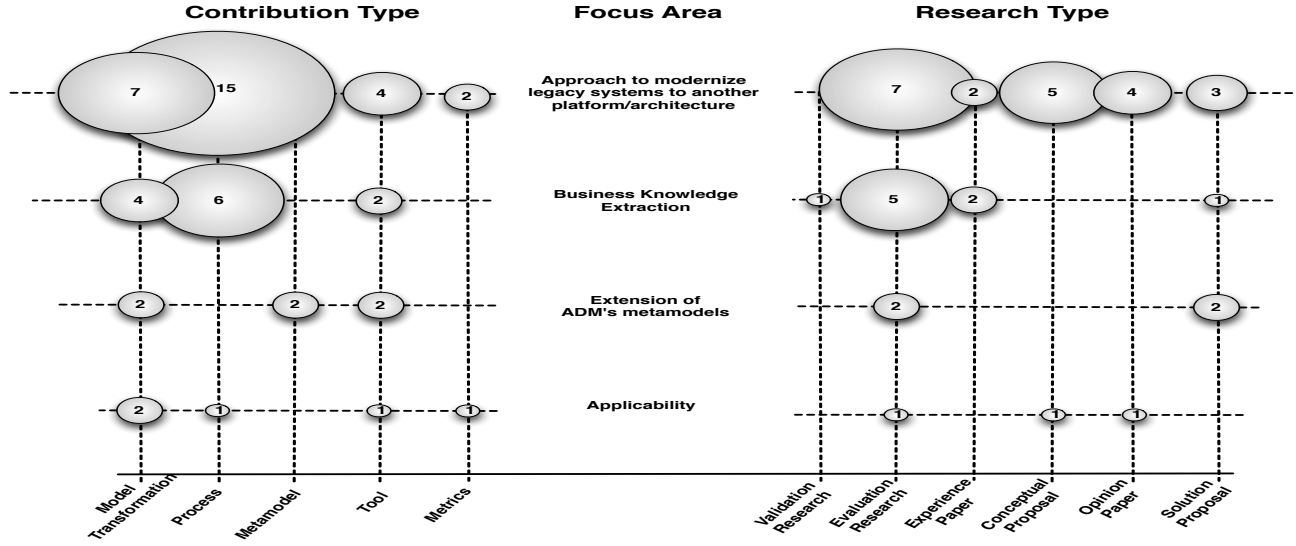 Contribution Type
Focus Area
Research Type
7
15
4
2
Approach to modernize
legacy systems to another
platform/architecture
7
2
5
4
3
4
6
2
Business Knowledge
Extraction
1
5
2
1
2
2
2
Extension of
ADM's metamodels
2
2
2
1
1
1
Applicability
1
1
1
Model
Transformation
Process
Metamodel
Tool
Metrics
Validation
Research
Evaluation
Research
Experience
Paper
Conceptual
Proposal
Opinion
Paper
Solution
Proposal